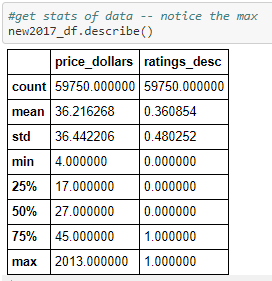 #get stats of data -- notice the max
new2017_df.describe()
price_dollars ratings_desc
count 59750.000000 59750.000000
mean 36.216268 0.360854
std 36.442206 0.480252
min 4.000000 0.000000
25% 17.000000 0.000000
50% 27.000000 0.000000
75% 45.000000 1.000000
max 2013.000000 1.000000